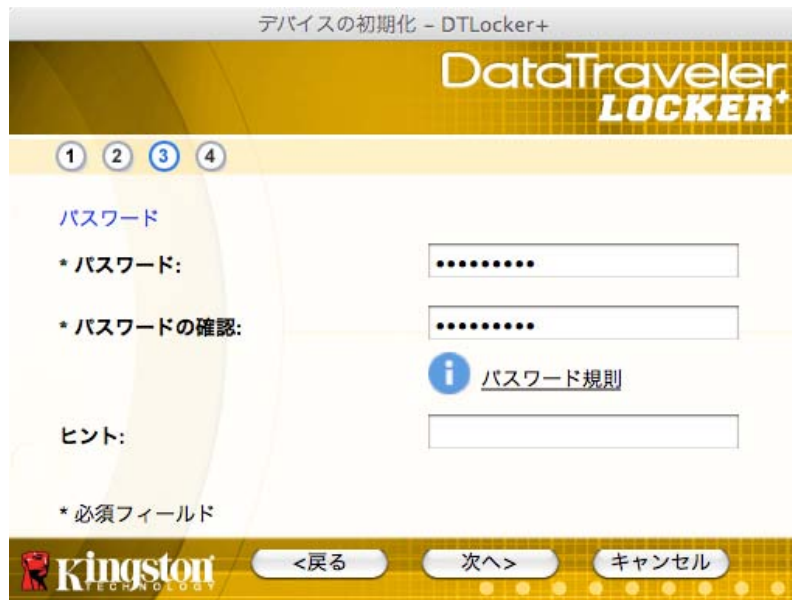 デバイスの初期化 – DTLocker+
DataTraveler
LOCKER+
1 2 3 4
パスワード
* パスワード: •••••••••
* パスワードの確認: •••••••••
i パスワード規則
ヒント:
* 必須フィールド
Kingston
TECHNOLOGY
<戻る 次へ> キャンセル